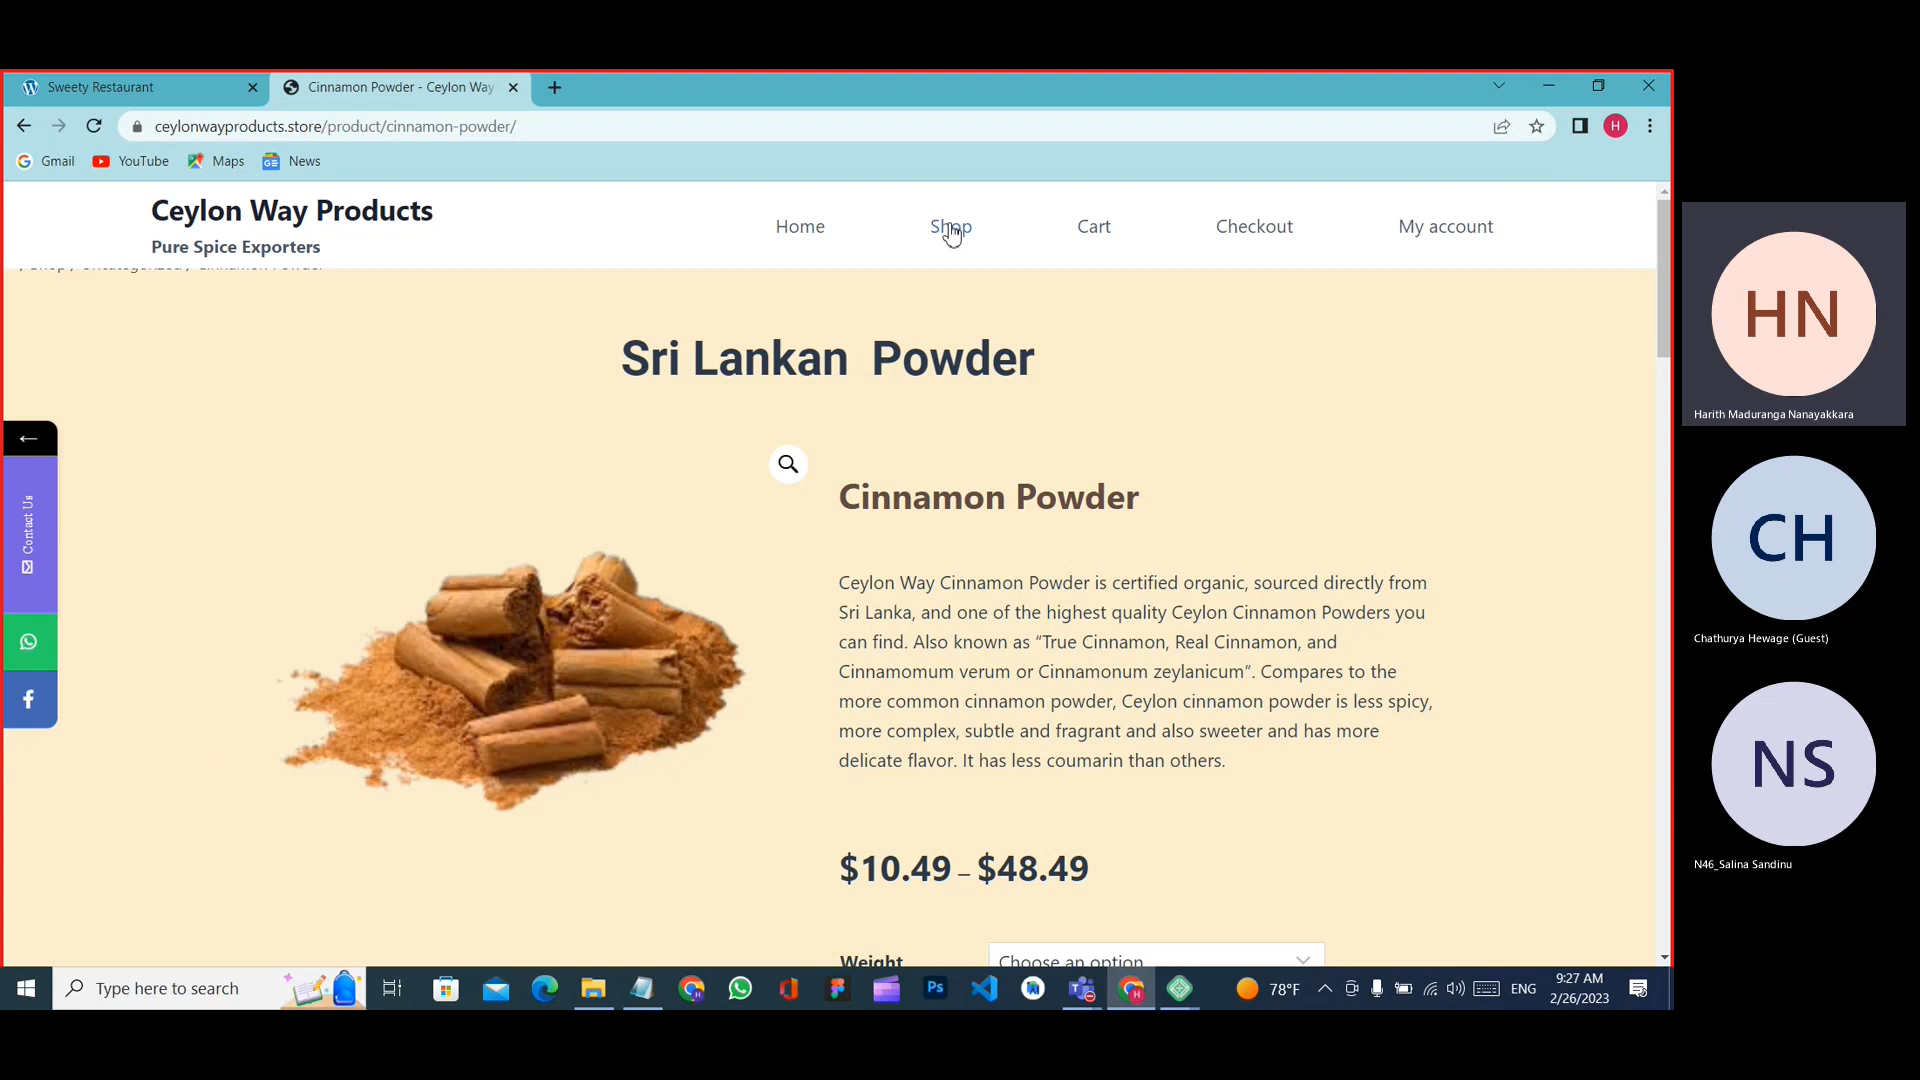 Sweety Restaurant
Cinnamon Powder - Ceylon Way
ceylonwayproducts.store/product/cinnamon-powder/
H
Gmail
YouTube
Maps
News
Ceylon Way Products
Pure Spice Exporters
Home
Shop
Cart
Checkout
My account
/ Shop / Uncategorized / Cinnamon Powder
Sri Lankan Powder
Contact Us
Cinnamon Powder
Ceylon Way Cinnamon Powder is certified organic, sourced directly from
Sri Lanka, and one of the highest quality Ceylon Cinnamon Powders you
can find. Also known as “True Cinnamon, Real Cinnamon, and
Cinnamomum verum or Cinnamonum zeylanicum”. Compares to the
more common cinnamon powder, Ceylon cinnamon powder is less spicy,
more complex, subtle and fragrant and also sweeter and has more
delicate flavor. It has less coumarin than others.
$10.49 – $48.49
Weight
Choose an option
Type here to search
Ps
78°F
ENG
9:27 AM
2/26/2023
HN
Harith Maduranga Nanayakkara
CH
Chathurya Hewage (Guest)
NS
N46_Salina Sandinu